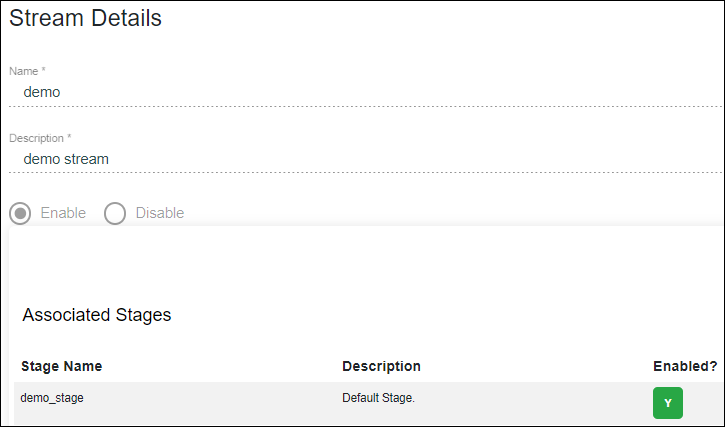 Stream Details
Name *
demo
Description *
demo stream
Enable Disable
Associated Stages
Stage Name Description Enabled?
demo_stage Default Stage. Y